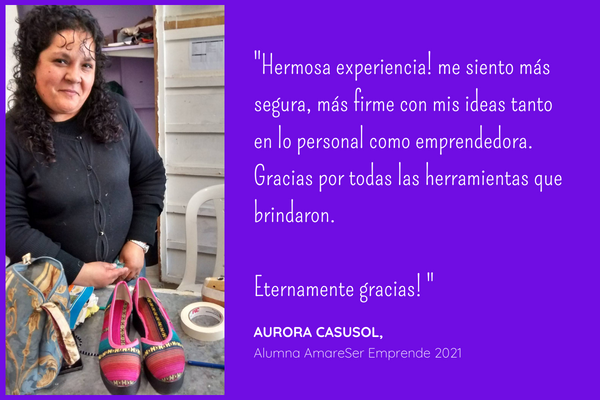 "Hermosa experiencia! me siento más
segura, más firme con mis ideas tanto
en lo personal como emprendedora.
Gracias por todas las herramientas que
brindaron.
Eternamente gracias! "
AURORA CASUSOL,
Alumna AmareSer Emprende 2021